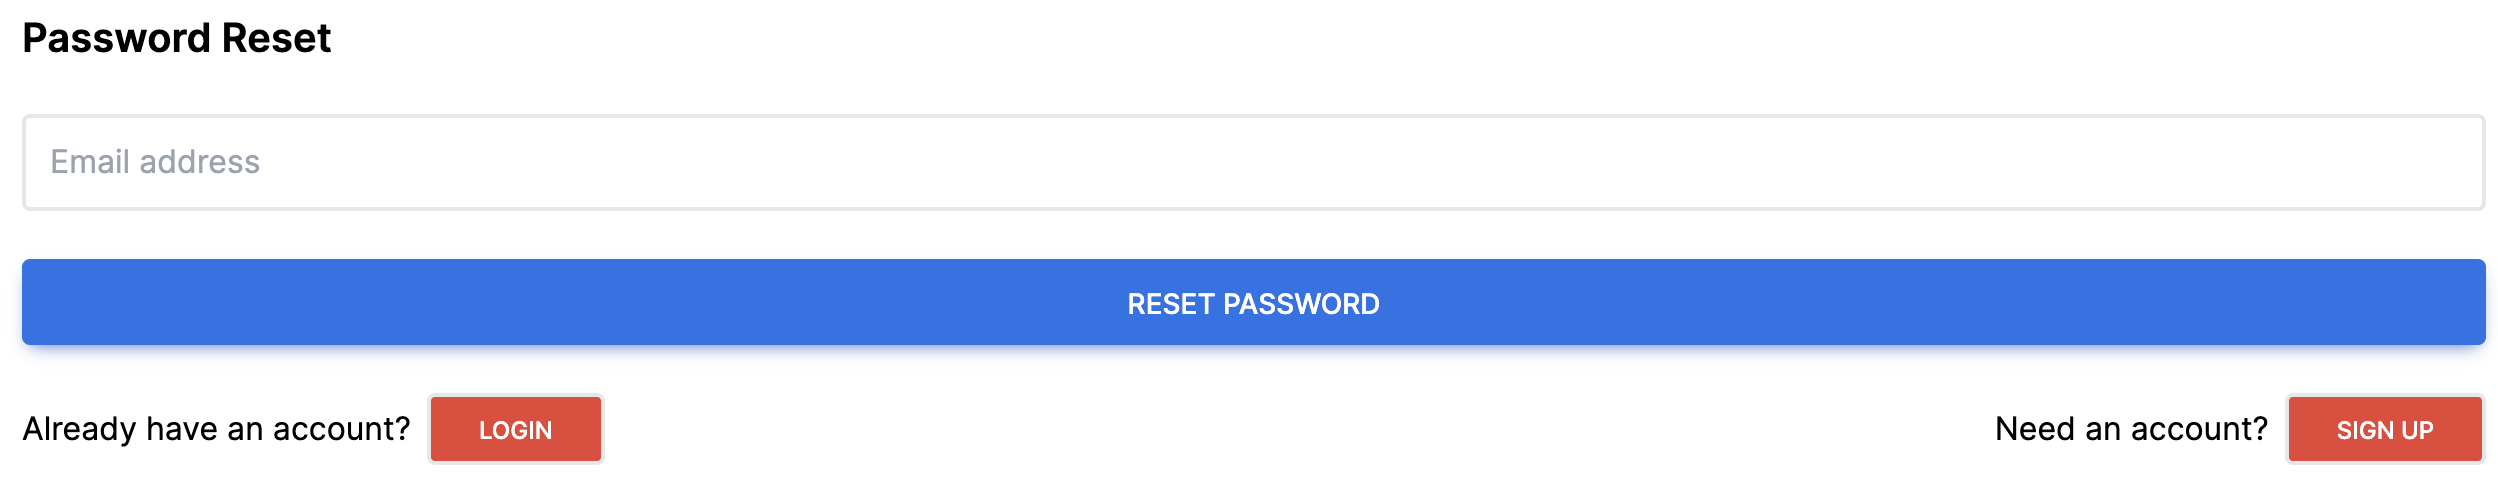 Password Reset
Email address
RESET PASSWORD
Already have an account? LOGIN Need an account? SIGN UP